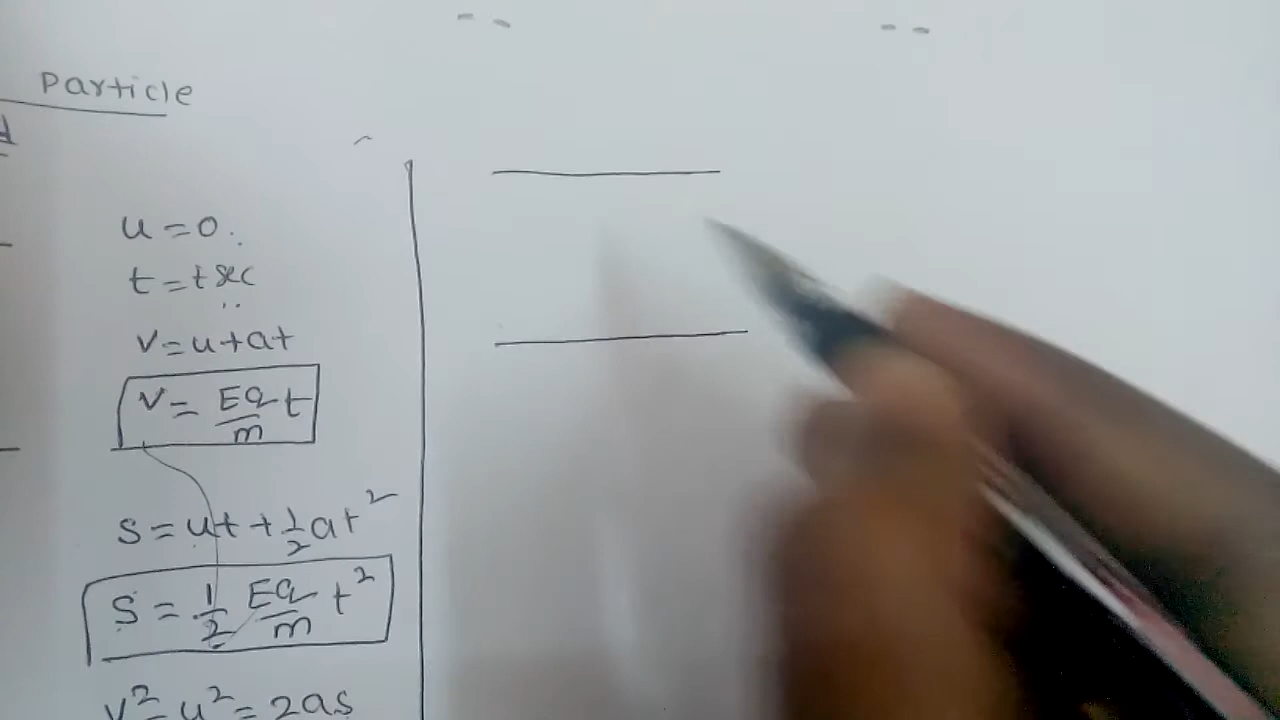 Particle
u = 0.
t = t sec
v = u + at
v = Eq/m t
s = ut + 1/2 at²
s = 1/2 Eq/m t²
v² - u² = 2as